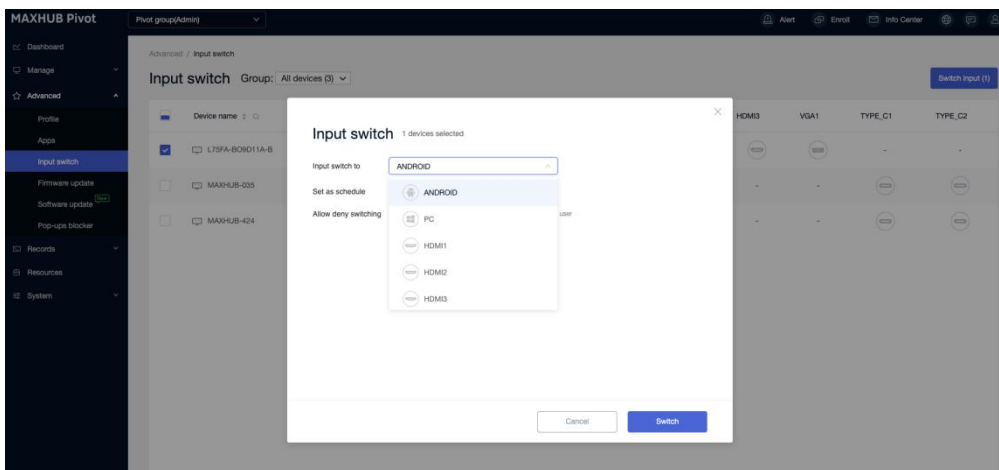 MAXHUB Pivot
Pivot group(Admin)
Alert
Enroll
Info Center
Dashboard
Manage
Advanced
Profile
Apps
Input switch
Firmware update
Software update
New
Pop-ups blocker
Records
Resources
System
Advanced / Input switch
Input switch Group: All devices (3)
Switch input (1)
Device name
HDMI3
VGA1
TYPE_C1
TYPE_C2
L75FA-BO9D11A-B
-
-
MAXHUB-035
-
-
MAXHUB-424
-
-
Input switch 1 devices selected
Input switch to
ANDROID
Set as schedule
Allow deny switching
user
ANDROID
PC
HDMI1
HDMI2
HDMI3
Cancel
Switch